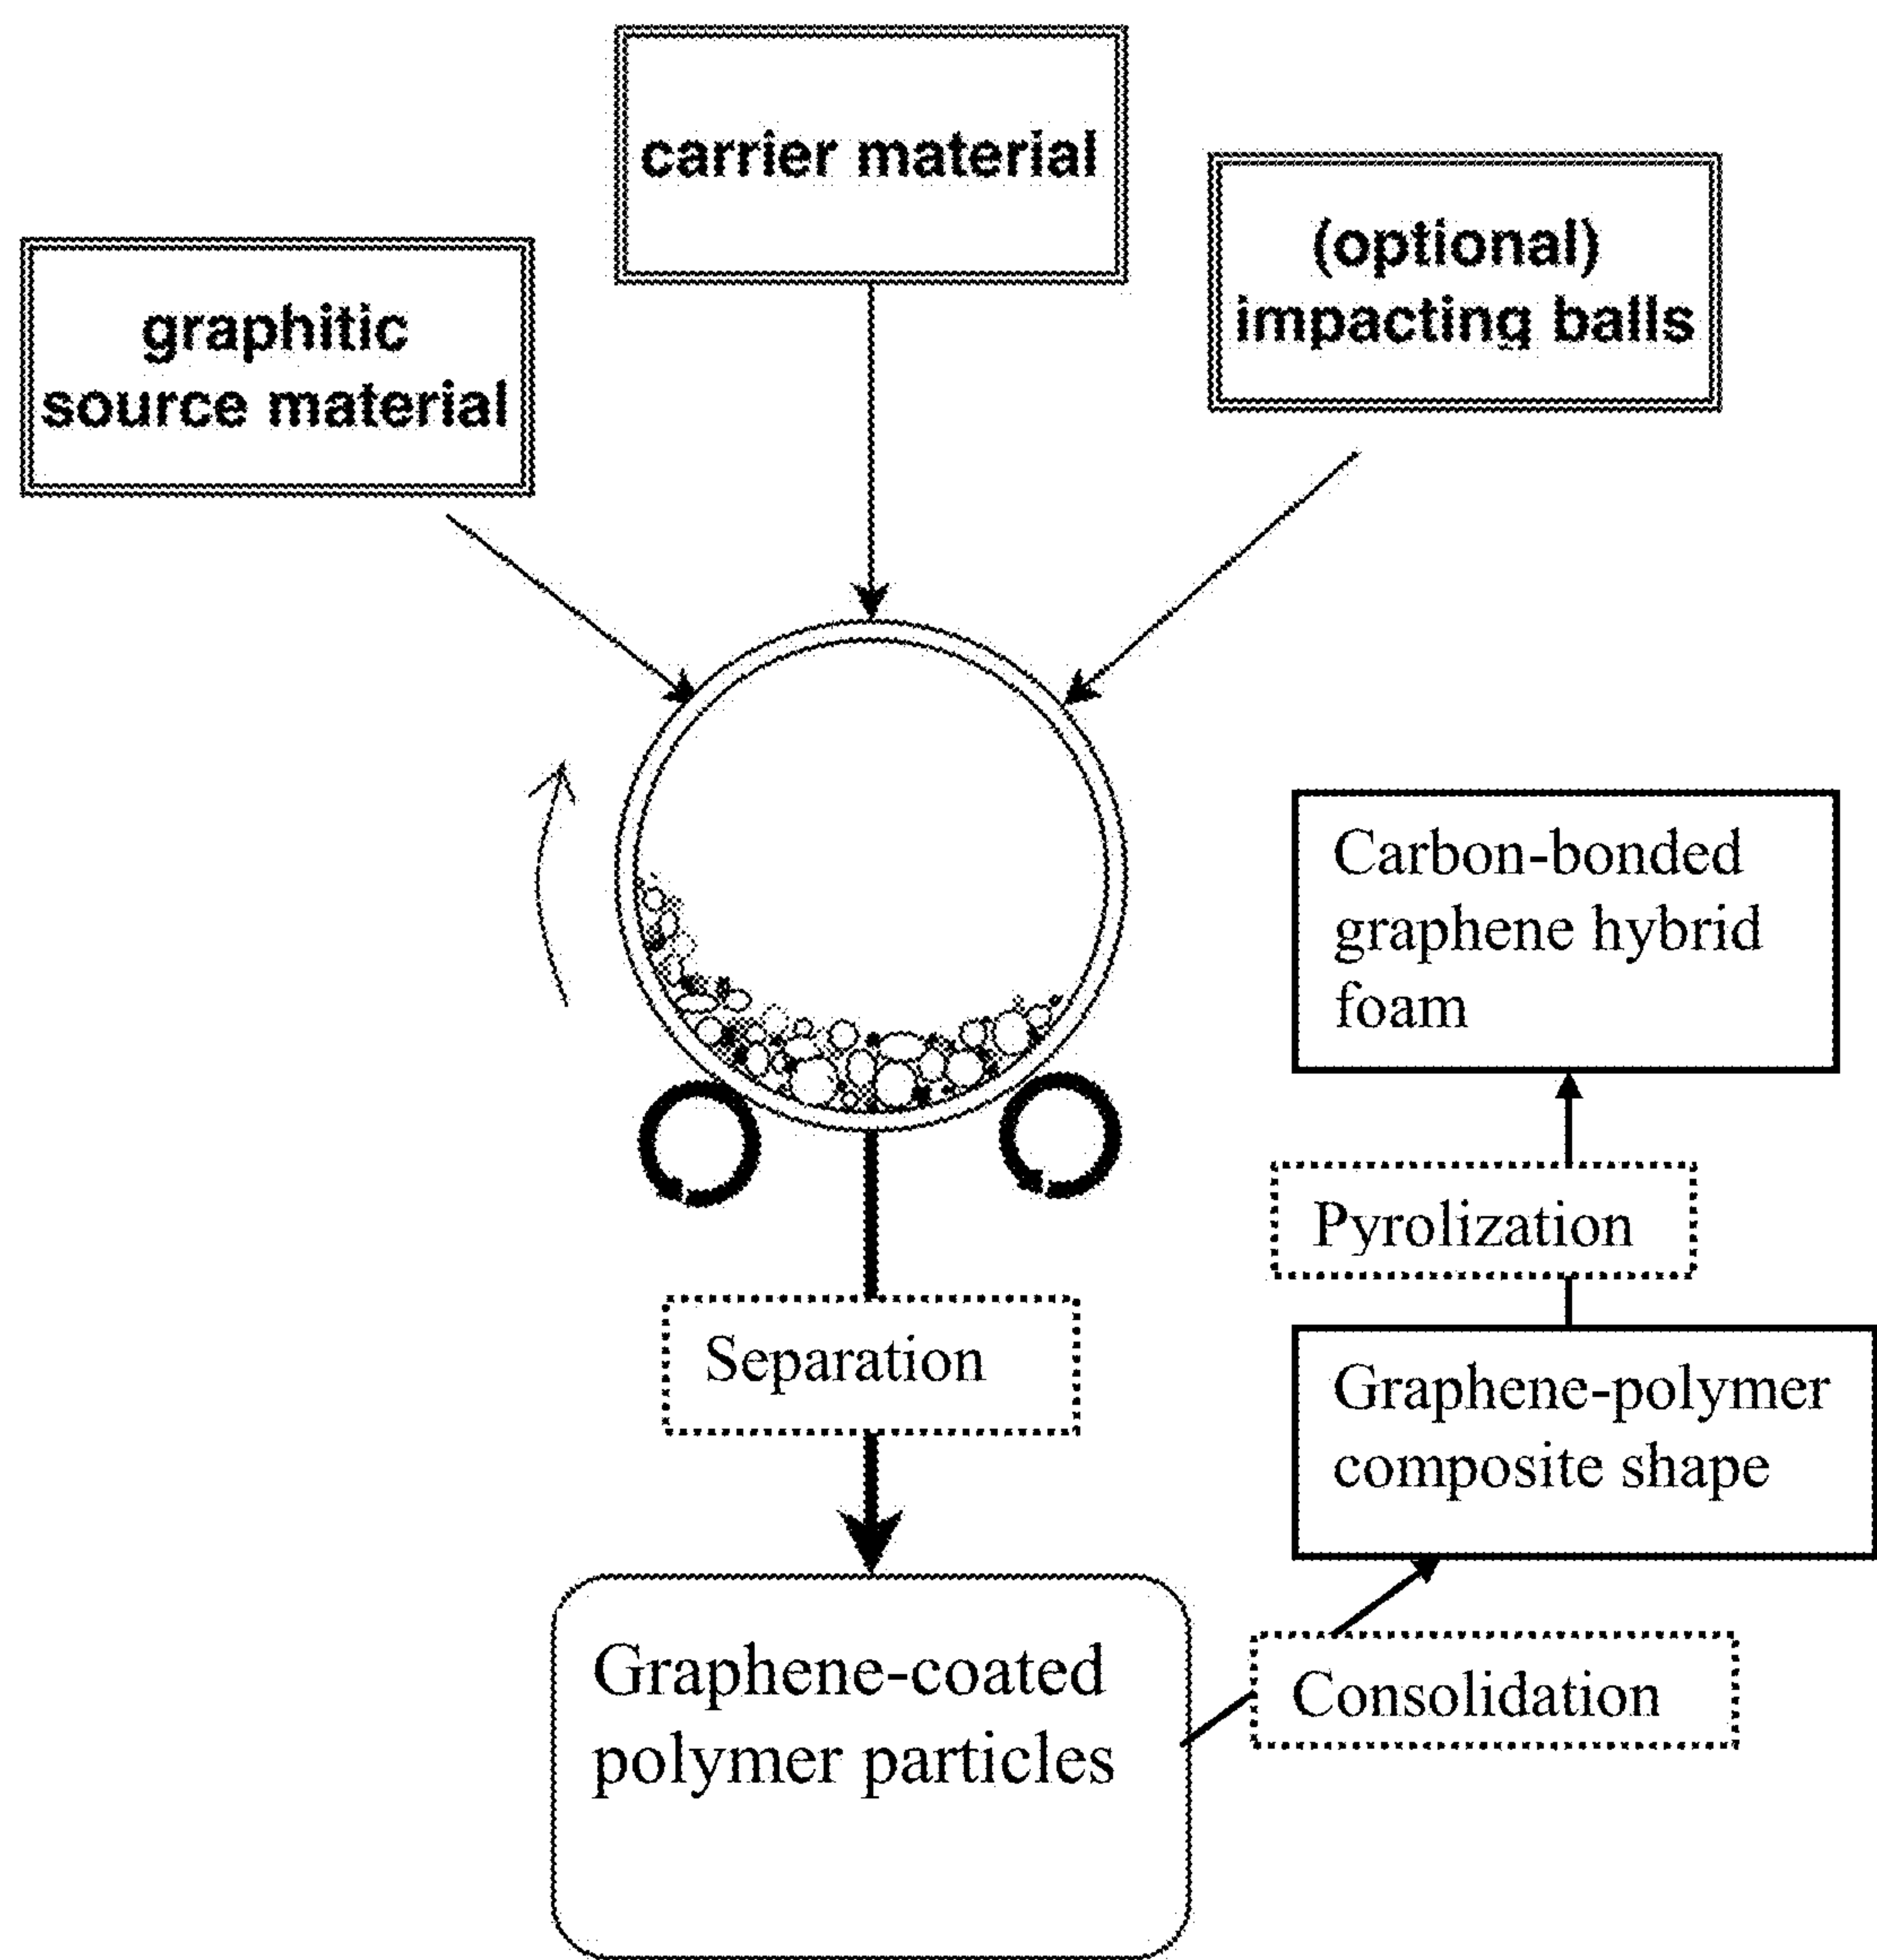 carrier material
(optional)
impacting balls
graphitic
source material
Carbon-bonded
graphene hybrid
foam
Pyrolization
Separation
Graphene-polymer
composite shape
Graphene-coated
polymer particles
Consolidation